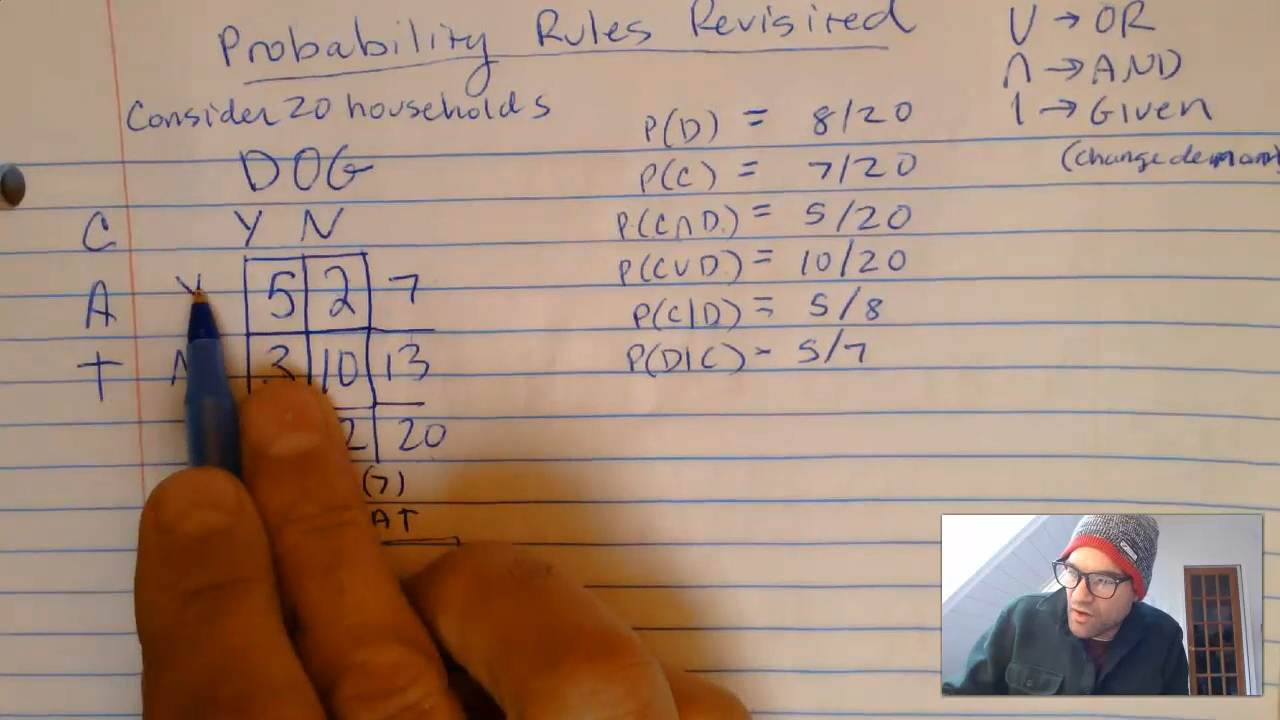 Probability Rules Revisited
U → OR
∩ → AND
| → Given
(change denom
Consider 20 households
DOG
Y N
C
A Y 5 2 7
T N 3 10 13
2 20
(7)
AT
P(D) = 8/20
P(C) = 7/20
P(C∩D) = 5/20
P(C∪D) = 10/20
P(C|D) = 5/8
P(D|C) = 5/7